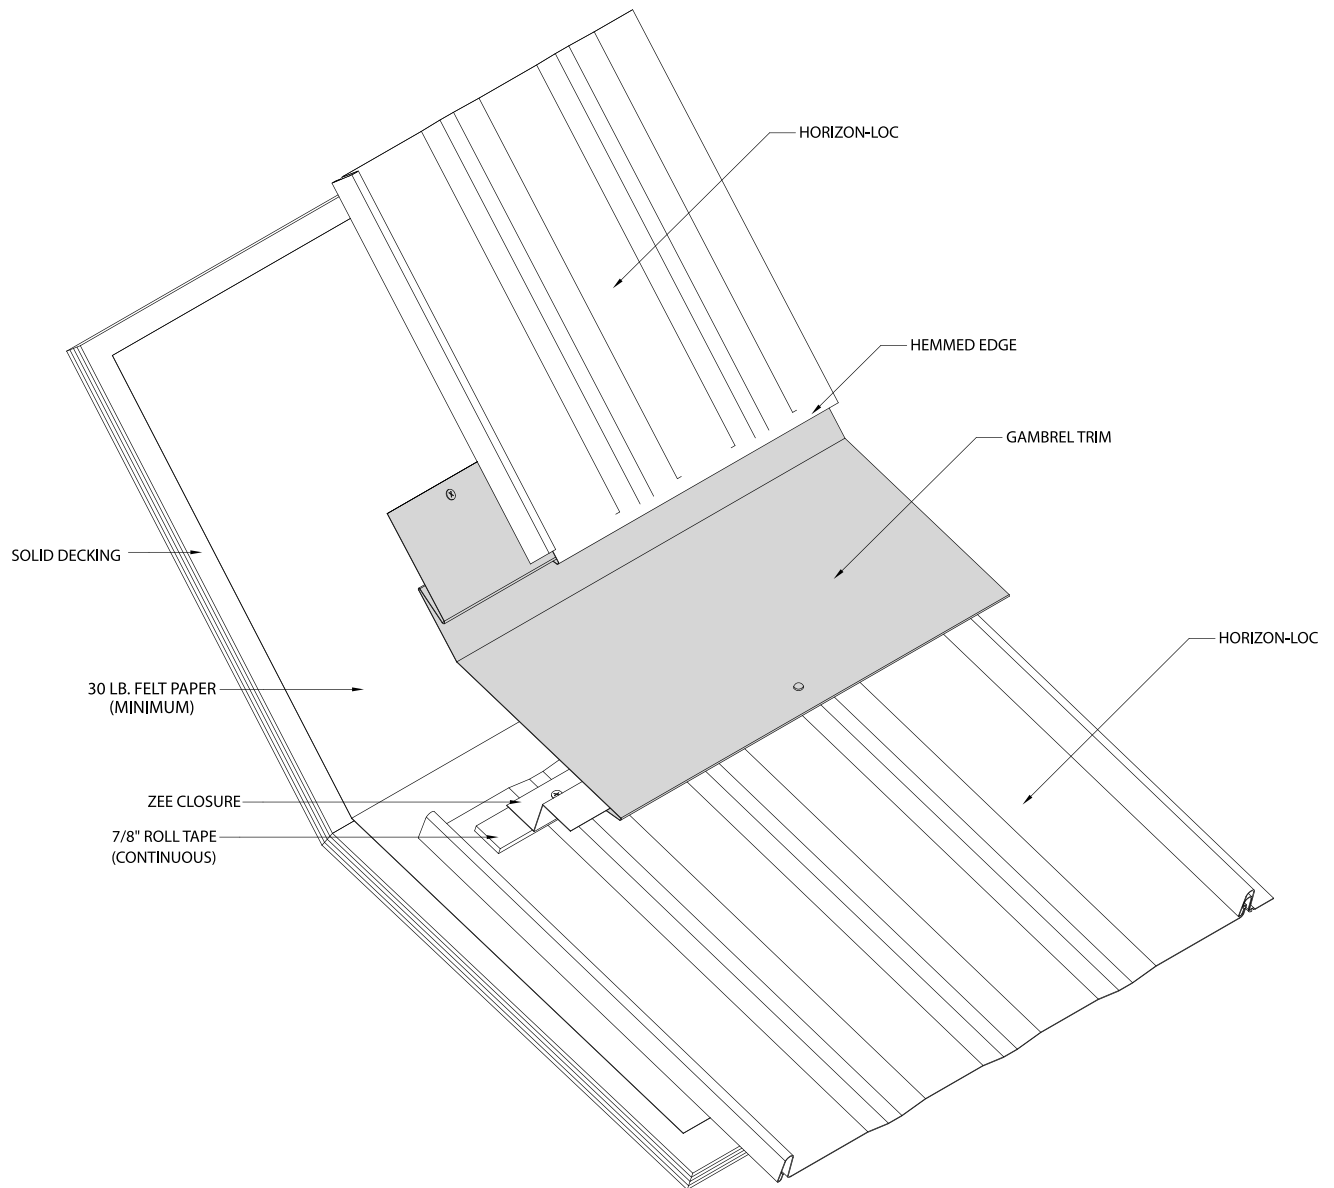 HORIZON-LOC
HEMMED EDGE
GAMBREL TRIM
SOLID DECKING
HORIZON-LOC
30 LB. FELT PAPER
(MINIMUM)
ZEE CLOSURE
7/8" ROLL TAPE
(CONTINUOUS)